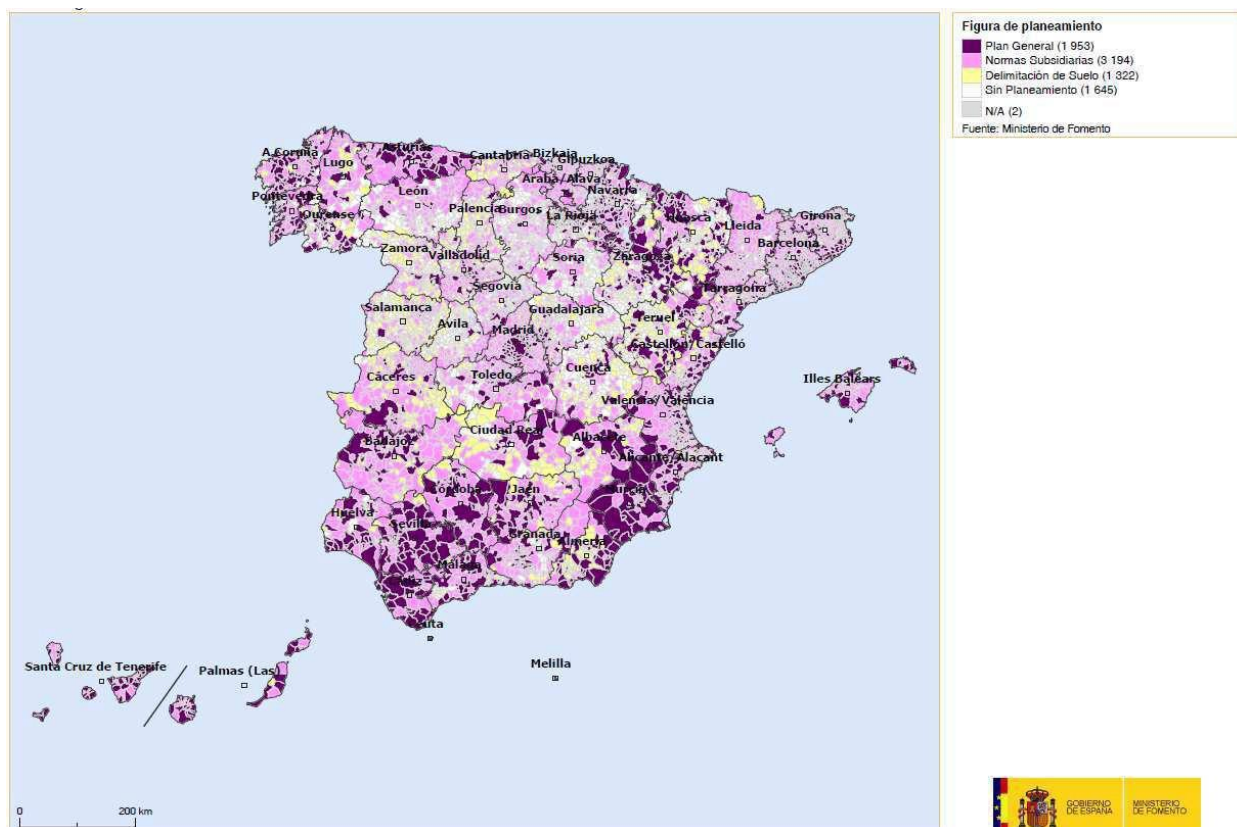 Figura de planeamiento
Plan General (1 953)
Normas Subsidiarias (3 194)
Delimitación de Suelo (1 322)
Sin Planeamiento (1 645)
N/A (2)
Fuente: Ministerio de Fomento
A Coruña
Lugo
Asturias
Cantabria
Bizkaia
Gipuzkoa
Araba/Álava
Navarra
Pontevedra
Ourense
León
Palencia
Burgos
La Rioja
Huesca
Lleida
Girona
Barcelona
Zamora
Valladolid
Soria
Zaragoza
Tarragona
Segovia
Salamanca
Ávila
Guadalajara
Teruel
Madrid
Castellón/Castelló
Cáceres
Toledo
Cuenca
Illes Balears
Valencia/València
Badajoz
Ciudad Real
Albacete
Alicante/Alacant
Córdoba
Jaén
Murcia
Huelva
Sevilla
Granada
Almería
Málaga
Cádiz
Ceuta
Melilla
Santa Cruz de Tenerife
Palmas (Las)
0
200 km
GOBIERNO
DE ESPAÑA
MINISTERIO
DE FOMENTO